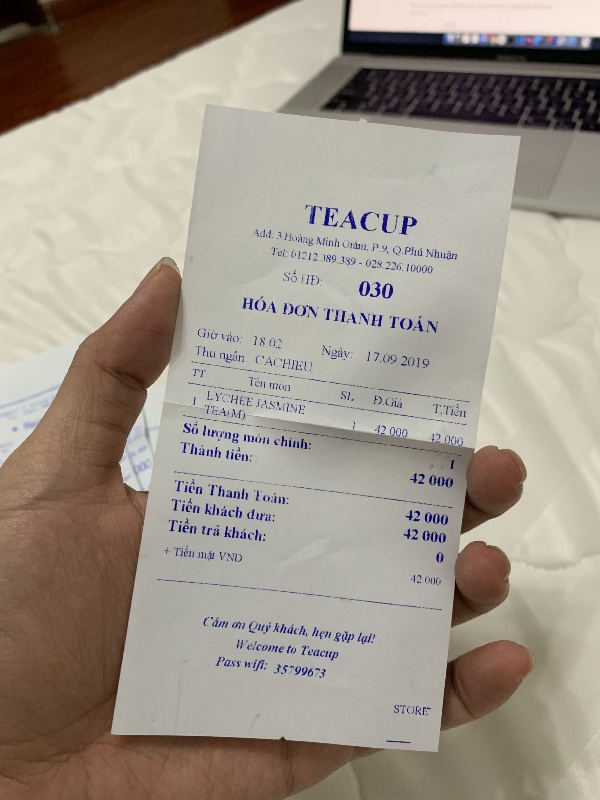 TEACUP
Add: 3 Hoàng Minh Giám, P.9, Q.Phú Nhuận
Tel: 01212.389.389 - 028.226.10000
Số HĐ: 030
HÓA ĐƠN THANH TOÁN
Giờ vào: 18.02 Ngày: 17.09 2019
Thu ngân CACHIEU
TT Tên món SL Đ.Giá T.Tiền
1 LYCHEE JASMINE
TEA(M) 1 42 000 42 000
Số lượng món chính: 1
Thành tiền: 42 000
Tiền Thanh Toán: 42 000
Tiền khách đưa: 42 000
Tiền trả khách: 0
+ Tiền mặt VND 42 000
Cảm ơn Quý khách, hẹn gặp lại!
Welcome to Teacup
Pass wifi: 35799673
STORE